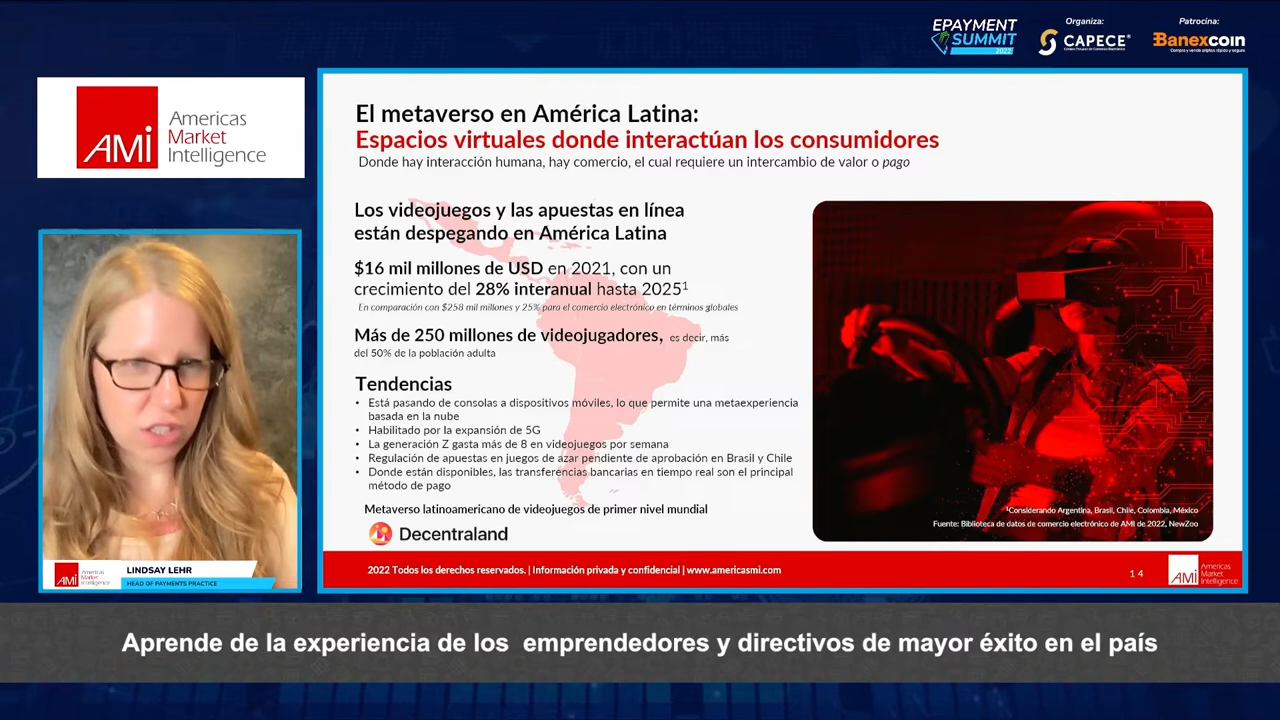 EPAYMENT
SUMMIT
2022
Organiza:
CAPECE
Patrocina:
Banexcoin
Compra y vende criptos rápido y seguro
AMi
Americas
Market
Intelligence
El metaverso en América Latina:
Espacios virtuales donde interactúan los consumidores
Donde hay interacción humana, hay comercio, el cual requiere un intercambio de valor o pago
Los videojuegos y las apuestas en línea
están despegando en América Latina
$16 mil millones de USD en 2021, con un
crecimiento del 28% interanual hasta 2025¹
En comparación con $258 mil millones y 25% para el comercio electrónico en términos globales
Más de 250 millones de videojugadores, es decir, más
del 50% de la población adulta
Tendencias
• Está pasando de consolas a dispositivos móviles, lo que permite una metaexperiencia
basada en la nube
• Habilitado por la expansión de 5G
• La generación Z gasta más de 8 en videojuegos por semana
• Regulación de apuestas en juegos de azar pendiente de aprobación en Brasil y Chile
• Donde están disponibles, las transferencias bancarias en tiempo real son el principal
método de pago
Metaverso latinoamericano de videojuegos de primer nivel mundial
Decentraland
¹Considerando Argentina, Brasil, Chile, Colombia, México
Fuente: Biblioteca de datos de comercio electrónico de AMI de 2022, NewZoo
2022 Todos los derechos reservados. | Información privada y confidencial | www.americasmi.com
14
AMi
Americas
Market
Intelligence
AMi
Americas
Market
Intelligence
LINDSAY LEHR
HEAD OF PAYMENTS PRACTICE
Aprende de la experiencia de los emprendedores y directivos de mayor éxito en el país